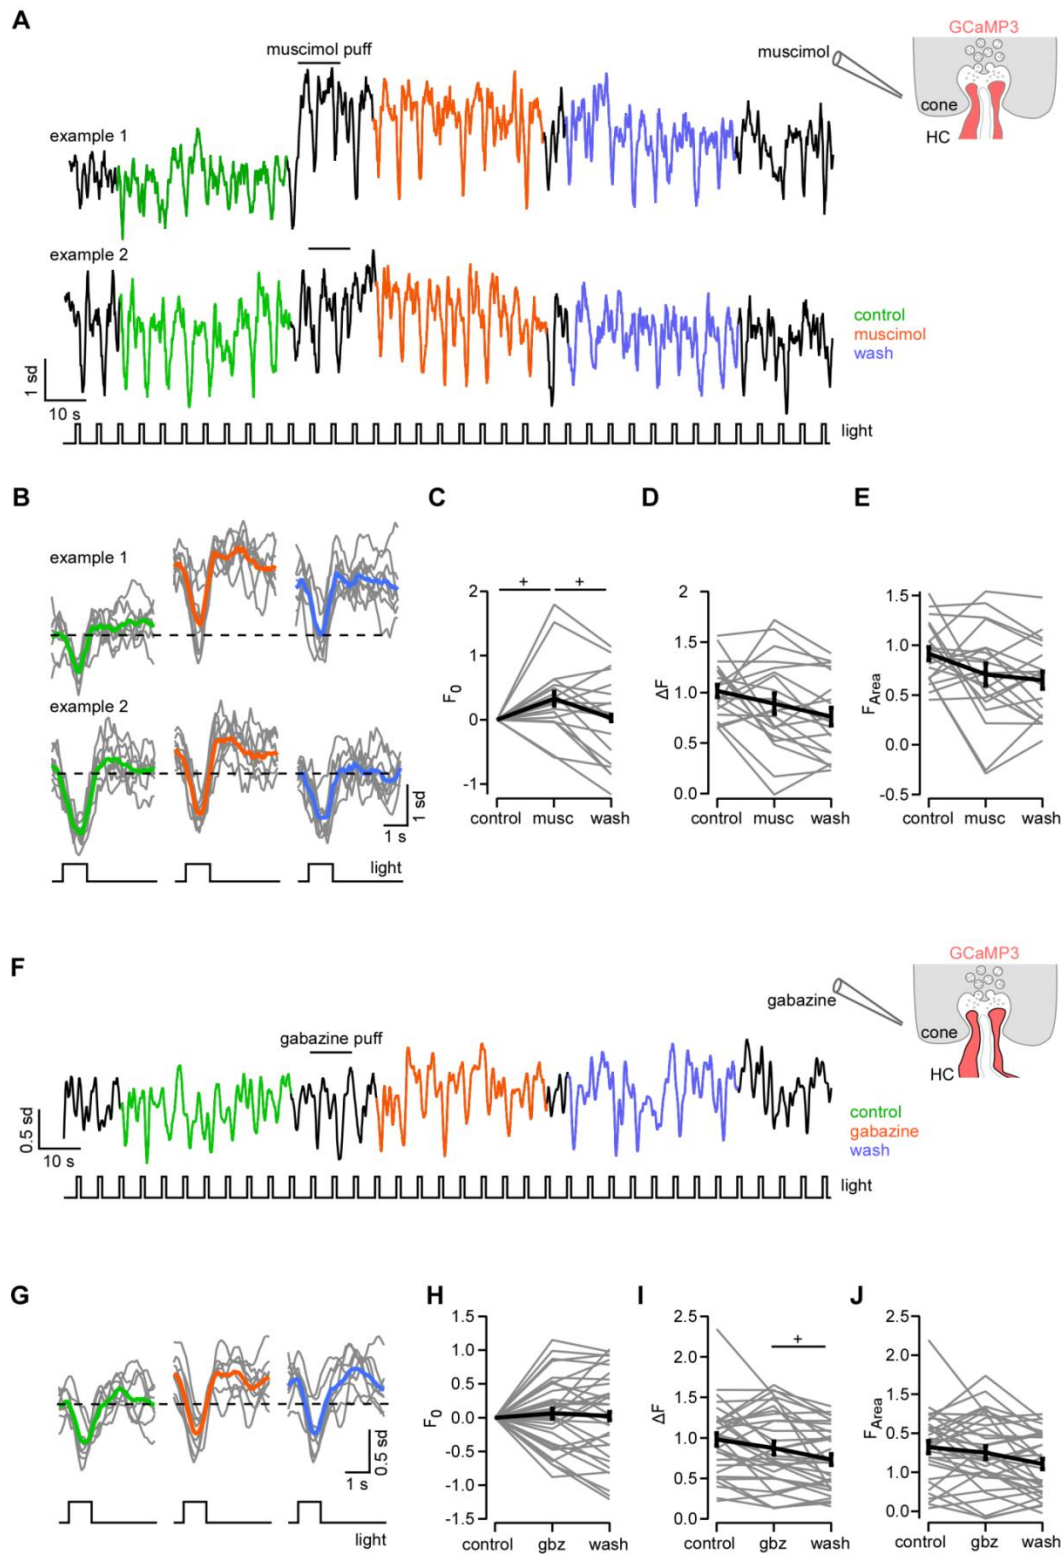 A
GCaMP3
muscimol puff
muscimol
cone
example 1
HC
example 2
control
muscimol
wash
1 sd
10 s
light
B
C
D
E
example 1
example 2
1 s
1 sd
light
+ +
2
1
0
-1
F0
control musc wash
2.0
1.5
1.0
0.5
0.0
ΔF
control musc wash
1.5
1.0
0.5
0.0
-0.5
FArea
control musc wash
F
GCaMP3
gabazine
gabazine puff
cone
HC
control
gabazine
wash
0.5 sd
10 s
light
G
H
I
J
0.5 sd
1 s
light
1.5
1.0
0.5
0.0
-0.5
-1.0
-1.5
F0
control gbz wash
+
2.5
2.0
1.5
1.0
0.5
0.0
ΔF
control gbz wash
2.5
2.0
1.5
1.0
0.5
1.0
0.0
FArea
control gbz wash